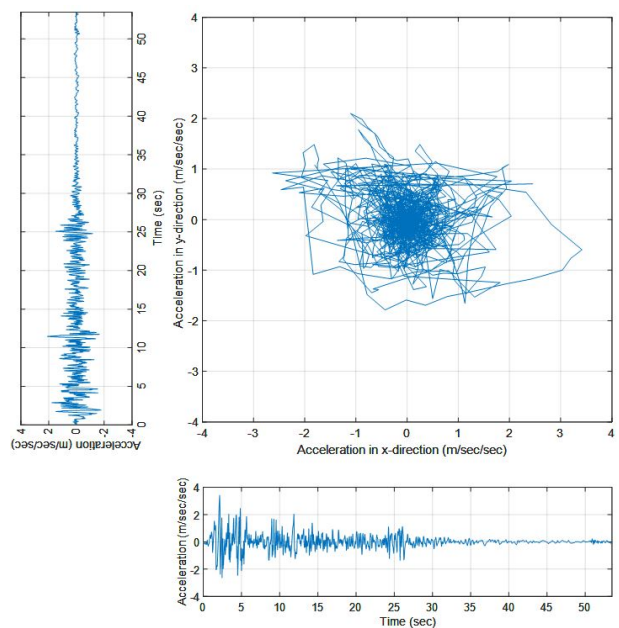 50
45
40
35
30
25
20
15
10
5
0
Time (sec)
4 2 0 -2 -4
Acceleration (m/sec/sec)
4
3
2
1
0
-1
-2
-3
-4
Acceleration in y-direction (m/sec/sec)
-4 -3 -2 -1 0 1 2 3 4
Acceleration in x-direction (m/sec/sec)
4
2
0
-2
-4
Acceleration (m/sec/sec)
0 5 10 15 20 25 30 35 40 45 50
Time (sec)